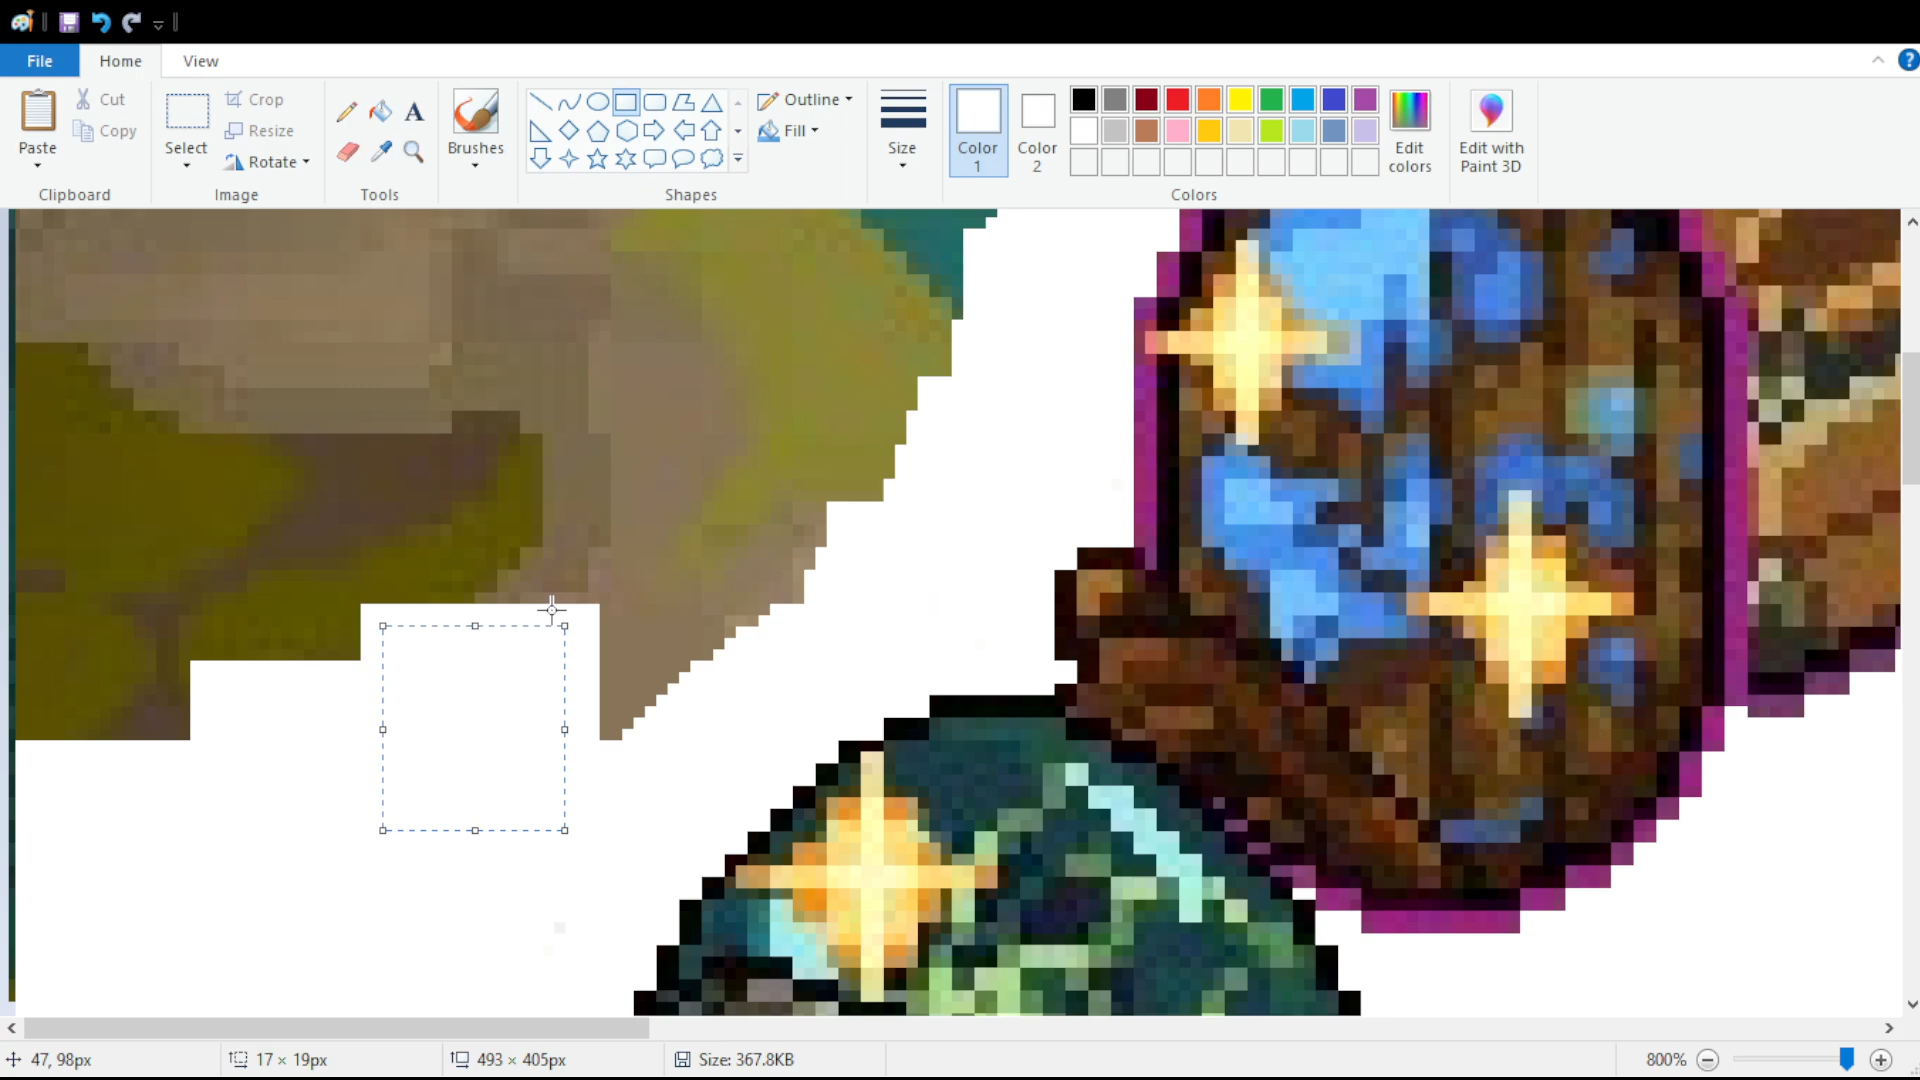 File Home View
Paste Cut Copy Clipboard
Select Crop Resize Rotate Image
A Tools
Brushes
Outline Fill Shapes
Size
Color 1 Color 2 Edit colors Colors
Edit with Paint 3D
47, 98px 17 × 19px 493 × 405px Size: 367.8KB 800%